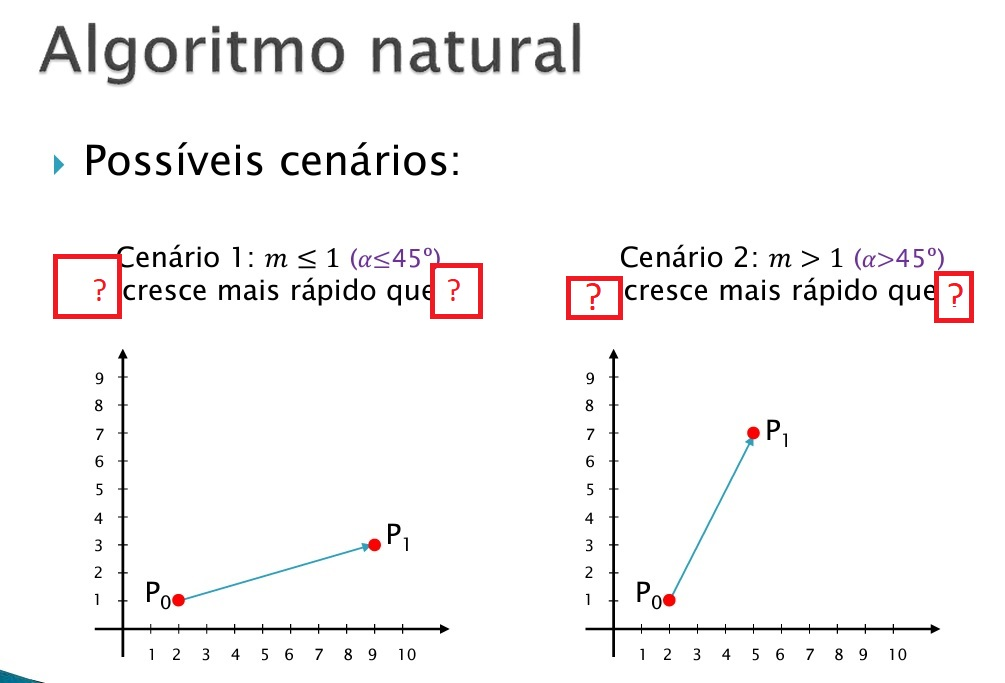 Algoritmo natural
Possíveis cenários:
Cenário 1: m ≤ 1 (α≤45º)
? cresce mais rápido que ?
Cenário 2: m > 1 (α>45º)
? cresce mais rápido que ?
9
8
7
6
5
4
3
2
1
P1
P0
1 2 3 4 5 6 7 8 9 10
9
8
7
6
5
4
3
2
1
P1
P0
1 2 3 4 5 6 7 8 9 10